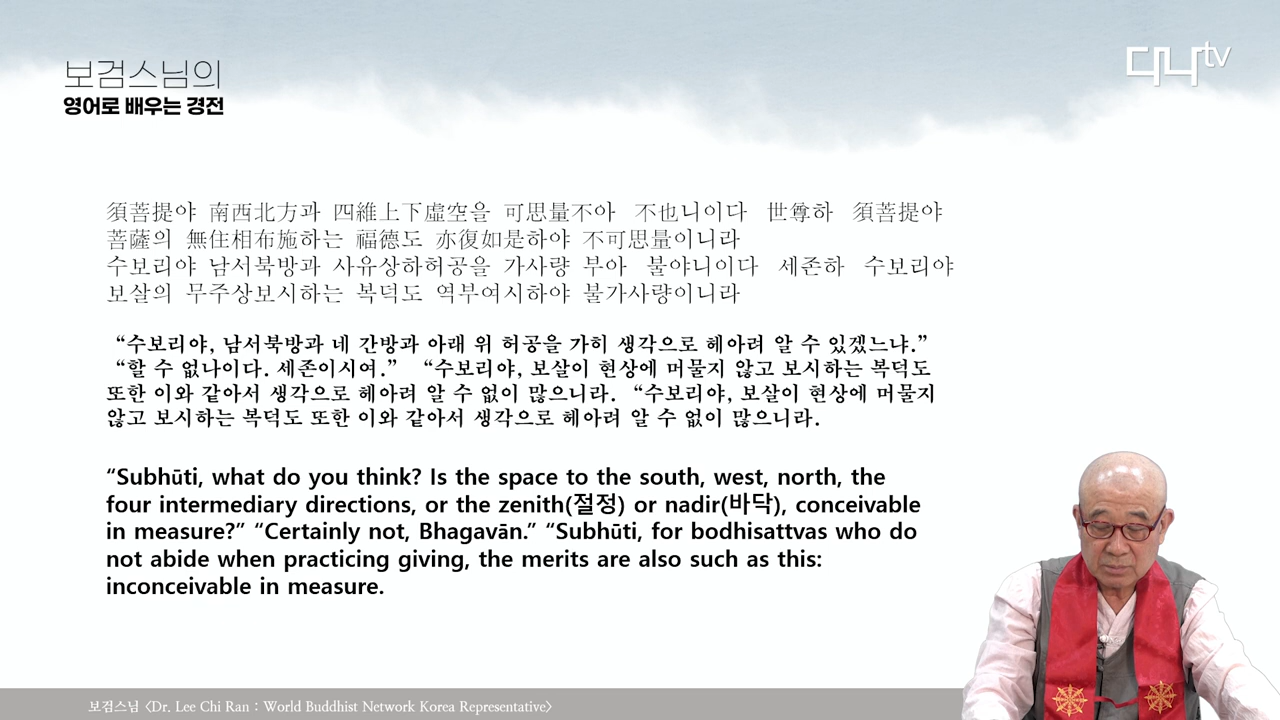 보검스님의
영어로 배우는 경전
다나tv
須菩提야 南西北方과 四維上下虛空을 可思量不아 不也니이다 世尊하 須菩提야
菩薩의 無住相布施하는 福德도 亦復如是하야 不可思量이니라
수보리야 남서북방과 사유상하허공을 가사량 부아 불야니이다 세존하 수보리야
보살의 무주상보시하는 복덕도 역부여시하야 불가사량이니라
“수보리야, 남서북방과 네 간방과 아래 위 허공을 가히 생각으로 헤아려 알 수 있겠느냐.”
“할 수 없나이다. 세존이시여.” “수보리야, 보살이 현상에 머물지 않고 보시하는 복덕도
또한 이와 같아서 생각으로 헤아려 알 수 없이 많으니라. “수보리야, 보살이 현상에 머물지
않고 보시하는 복덕도 또한 이와 같아서 생각으로 헤아려 알 수 없이 많으니라.
“Subhūti, what do you think? Is the space to the south, west, north, the
four intermediary directions, or the zenith(절정) or nadir(바닥), conceivable
in measure?” “Certainly not, Bhagavān.” “Subhūti, for bodhisattvas who do
not abide when practicing giving, the merits are also such as this:
inconceivable in measure.
보검스님 <Dr. Lee Chi Ran : World Buddhist Network Korea Representative>